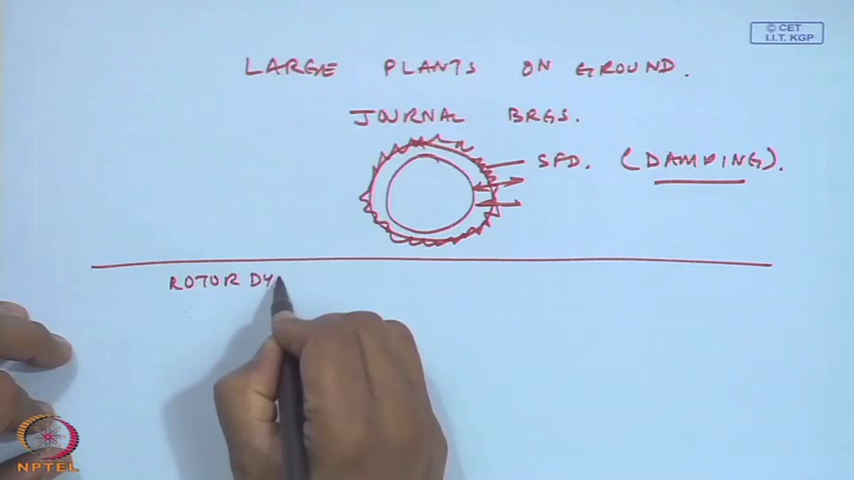 © CET
I.I.T. KGP
LARGE PLANTS ON GROUND.
JOURNAL BRGS.
SFD. (DAMPING).
ROTOR DY
NPTEL